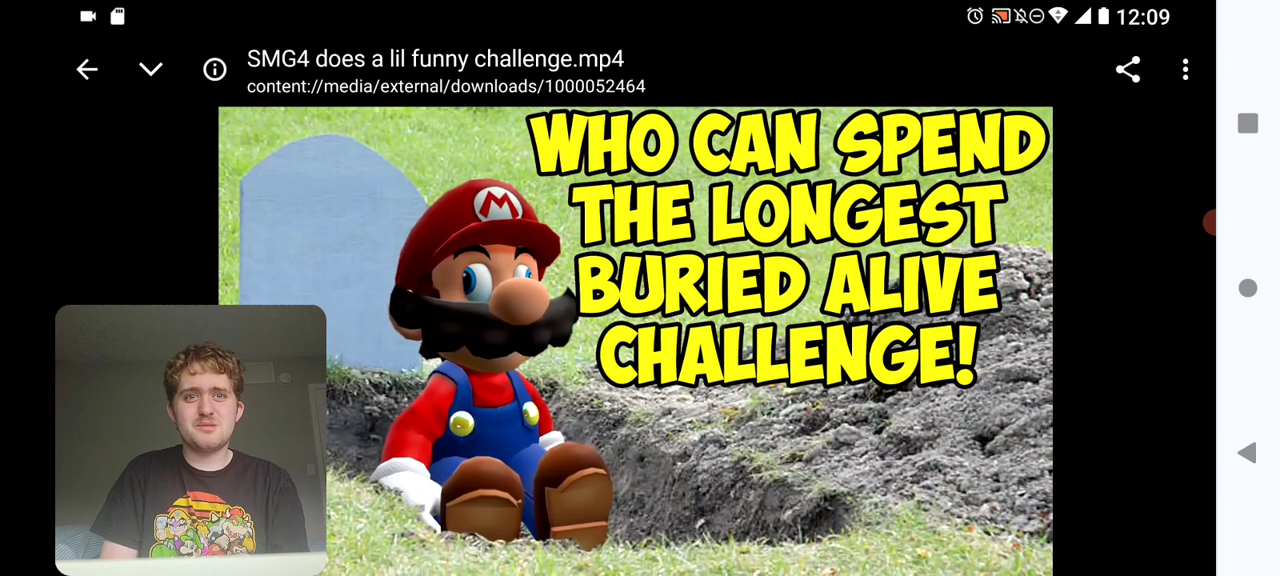 12:09
SMG4 does a lil funny challenge.mp4
content://media/external/downloads/1000052464
WHO CAN SPEND
THE LONGEST
BURIED ALIVE
CHALLENGE!
M